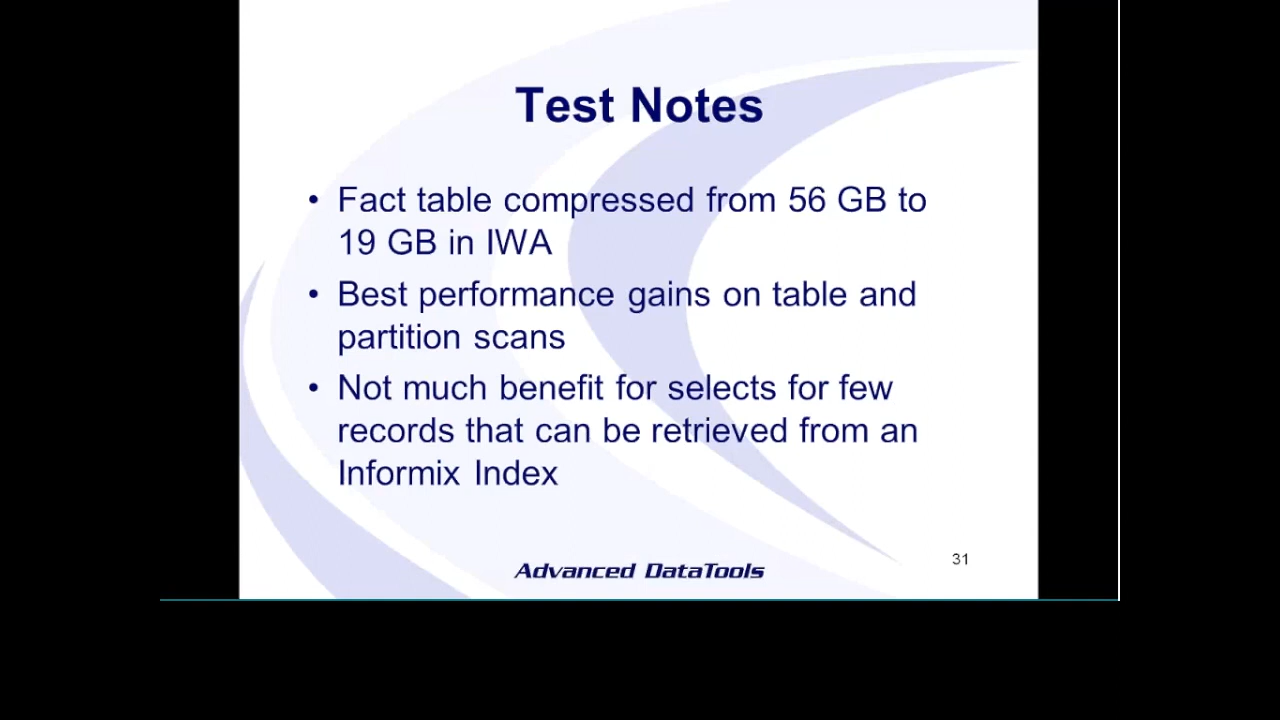 Test Notes
• Fact table compressed from 56 GB to
19 GB in IWA
• Best performance gains on table and
partition scans
• Not much benefit for selects for few
records that can be retrieved from an
Informix Index
31
Advanced DataTools